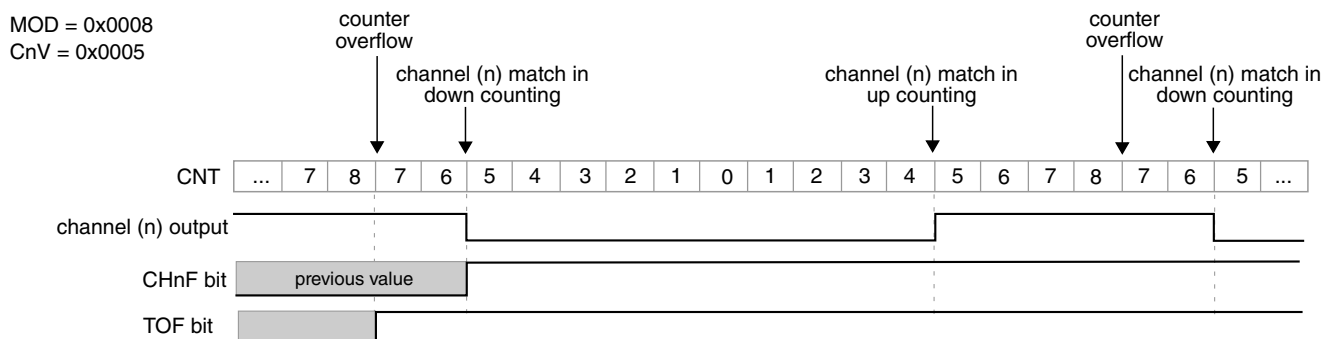 MOD = 0x0008
CnV = 0x0005
counter
overflow
channel (n) match in
down counting
channel (n) match in
up counting
counter
overflow
channel (n) match in
down counting
CNT ... 7 8 7 6 5 4 3 2 1 0 1 2 3 4 5 6 7 8 7 6 5 ...
channel (n) output
CHnF bit previous value
TOF bit